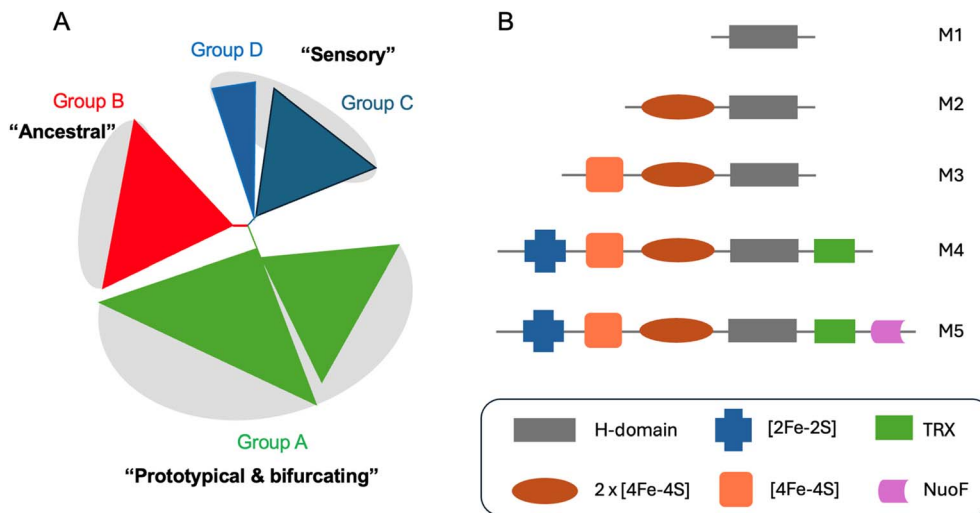 A
Group D
"Sensory"
Group B
Group C
"Ancestral"
Group A
"Prototypical & bifurcating"
B
M1
M2
M3
M4
M5
H-domain
[2Fe-2S]
TRX
2 x [4Fe-4S]
[4Fe-4S]
NuoF